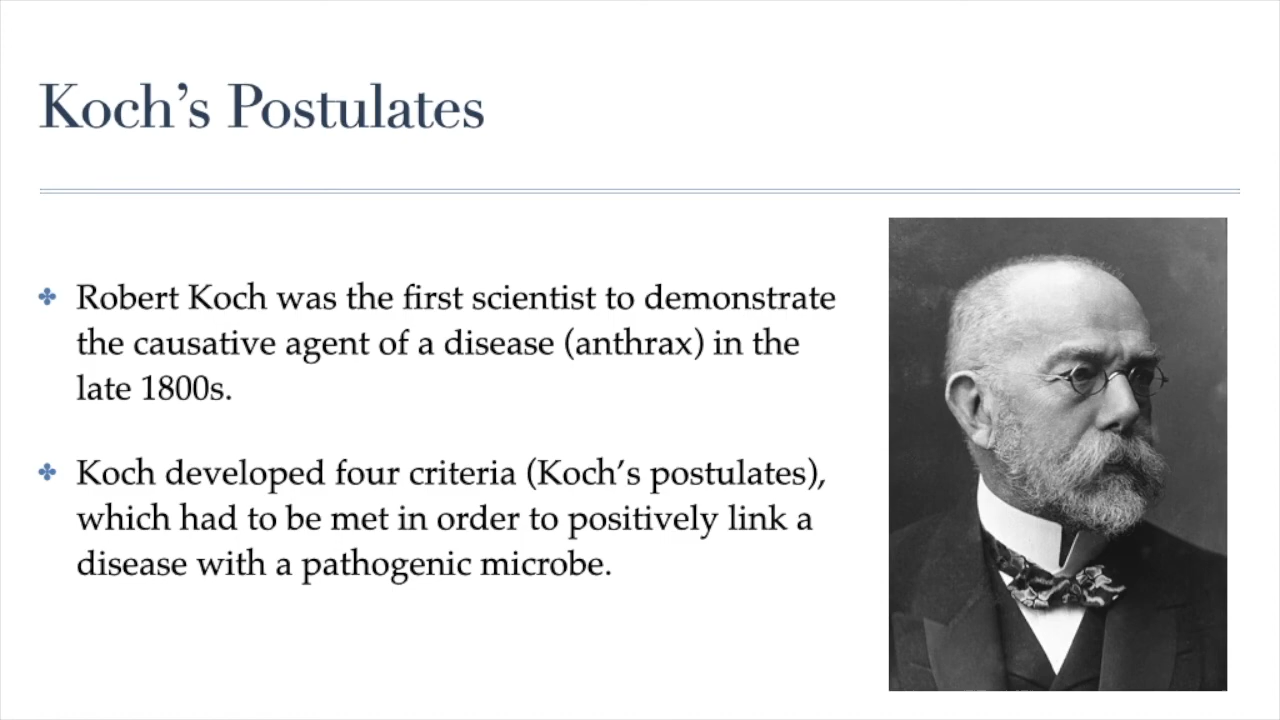 Koch’s Postulates
Robert Koch was the first scientist to demonstrate
the causative agent of a disease (anthrax) in the
late 1800s.
Koch developed four criteria (Koch’s postulates),
which had to be met in order to positively link a
disease with a pathogenic microbe.